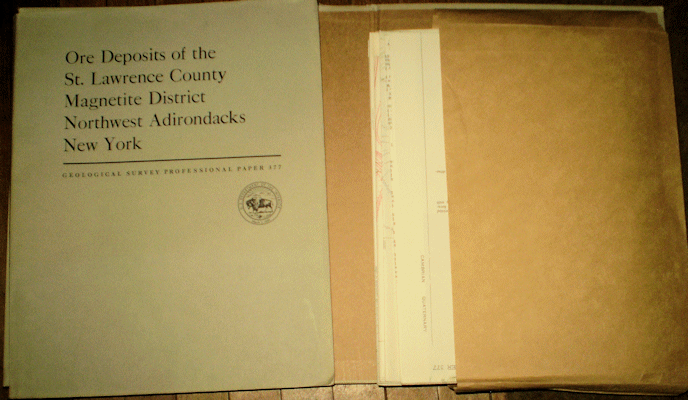 Ore Deposits of the
St. Lawrence County
Magnetite District
Northwest Adirondacks
New York
GEOLOGICAL SURVEY PROFESSIONAL PAPER 377